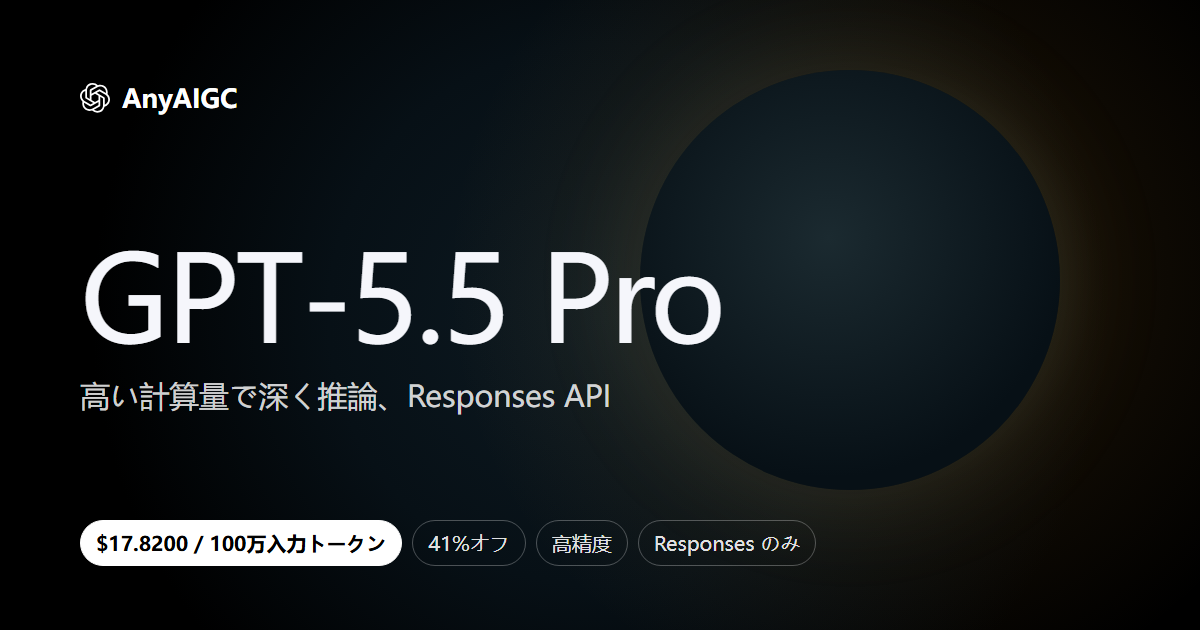 AnyAIGC
GPT-5.5 Pro
高い計算量で深く推論、Responses API
$17.8200 / 100万入力トークン
41%オフ
高精度
Responses のみ